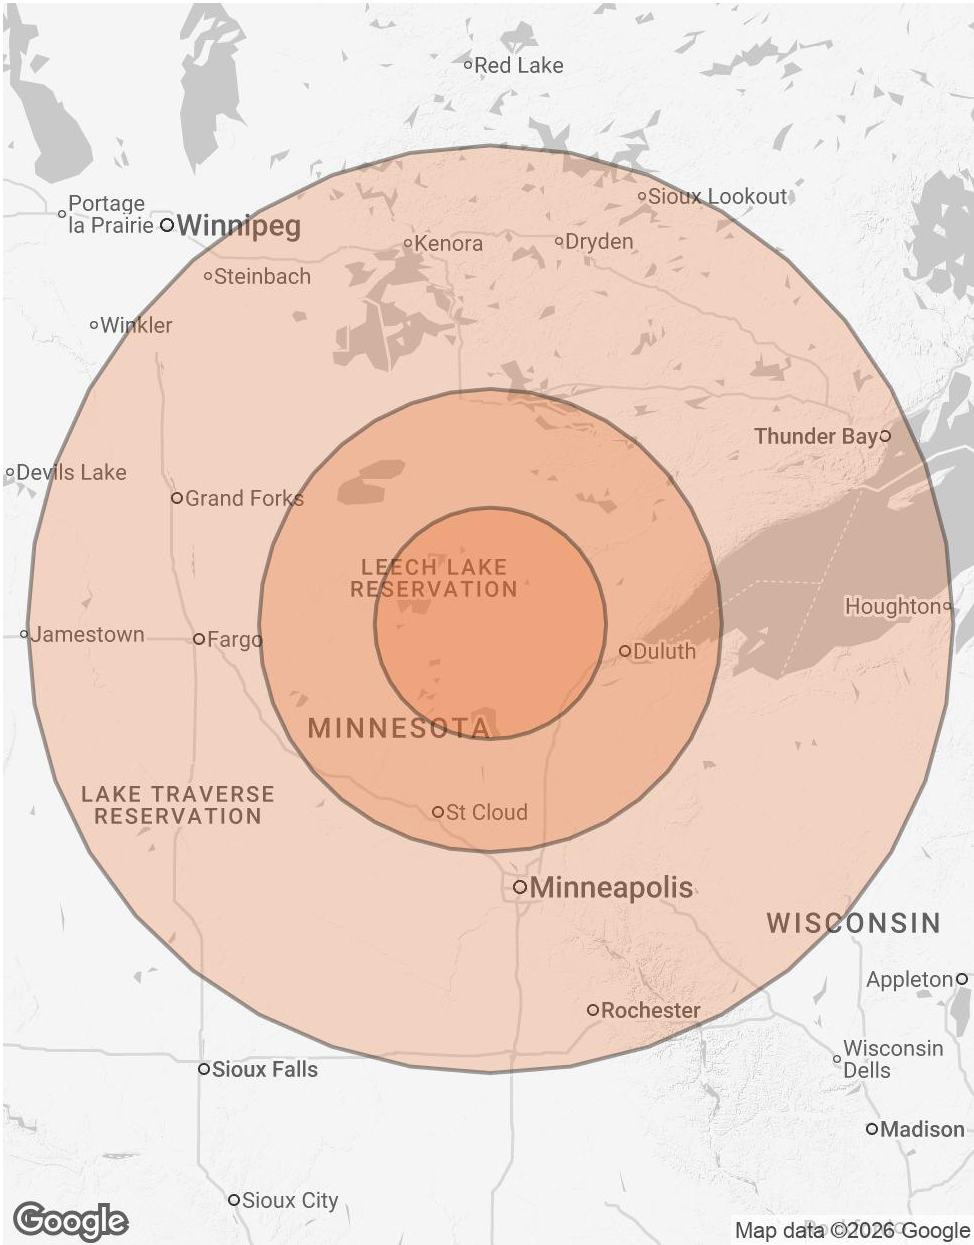 Red Lake
Sioux Lookout
Portage
la Prairie
Winnipeg
Kenora
Dryden
Steinbach
Winkler
Thunder Bay
Devils Lake
Grand Forks
LEECH LAKE
RESERVATION
Houghton
Jamestown
Fargo
Duluth
MINNESOTA
LAKE TRAVERSE
RESERVATION
St Cloud
Minneapolis
WISCONSIN
Appleton
Rochester
Wisconsin
Dells
Sioux Falls
Madison
Sioux City
Google
Map data ©2026 Google